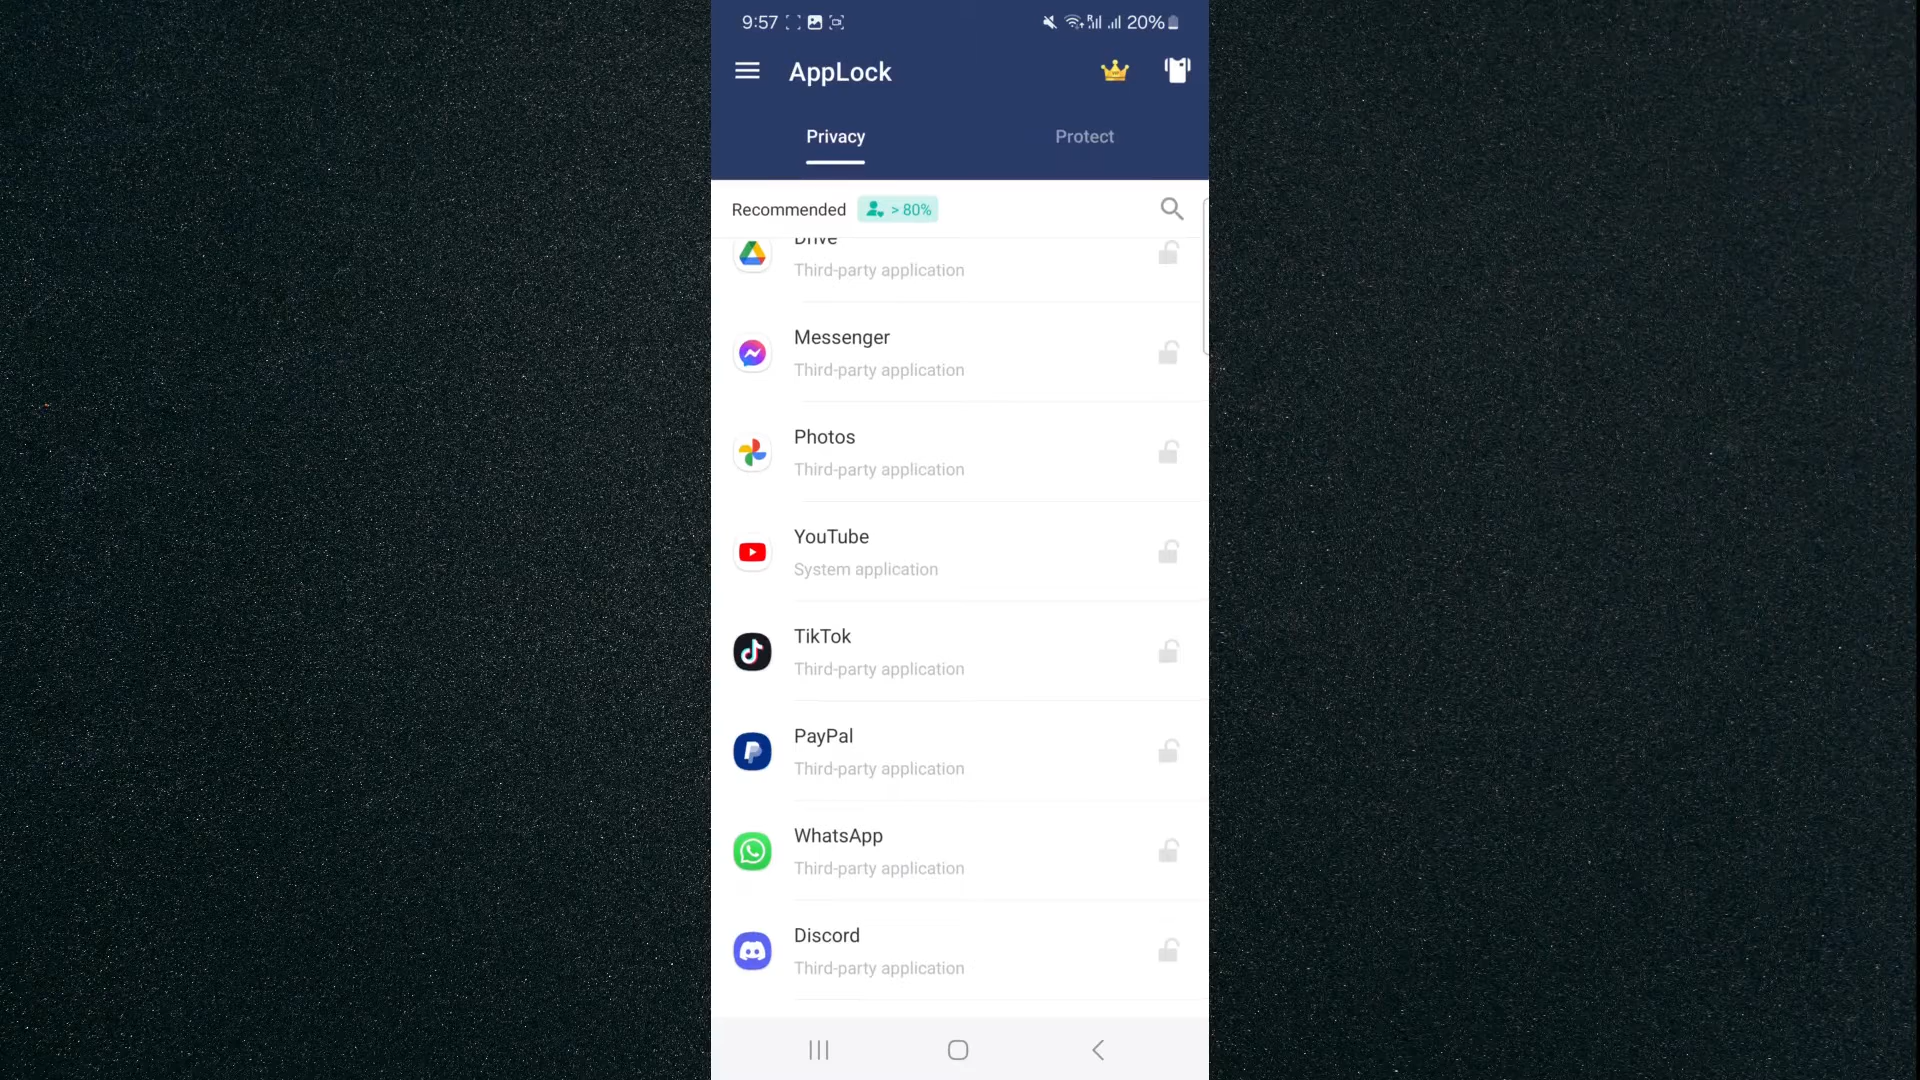 9:57 20%
AppLock
Privacy Protect
Recommended > 80%
Drive
Third-party application
Messenger
Third-party application
Photos
Third-party application
YouTube
System application
TikTok
Third-party application
PayPal
Third-party application
WhatsApp
Third-party application
Discord
Third-party application